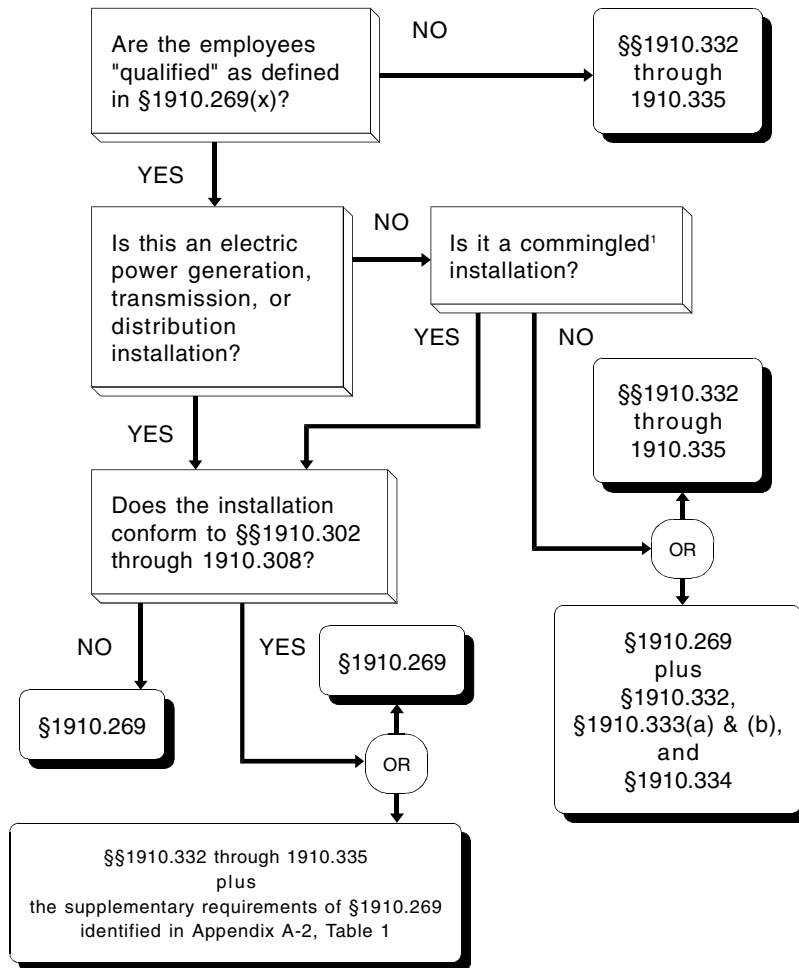 Are the employees
"qualified" as defined
in §1910.269(x)?
NO
§§1910.332
through
1910.335
YES
Is this an electric
power generation,
transmission, or
distribution
installation?
NO
Is it a commingled¹
installation?
YES
NO
§§1910.332
through
1910.335
OR
§1910.269
plus
§1910.332,
§1910.333(a) & (b),
and
§1910.334
YES
Does the installation
conform to §§1910.302
through 1910.308?
NO
§1910.269
YES
§1910.269
OR
§§1910.332 through 1910.335
plus
the supplementary requirements of §1910.269
identified in Appendix A-2, Table 1